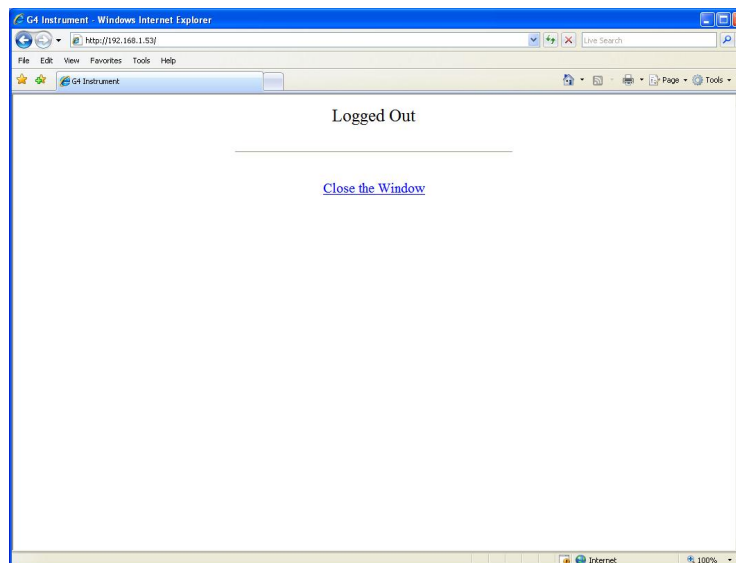 G4 Instrument - Windows Internet Explorer
http://192.168.1.53/
Live Search
File Edit View Favorites Tools Help
G4 Instrument
Page Tools
Logged Out
Close the Window
Internet 100%